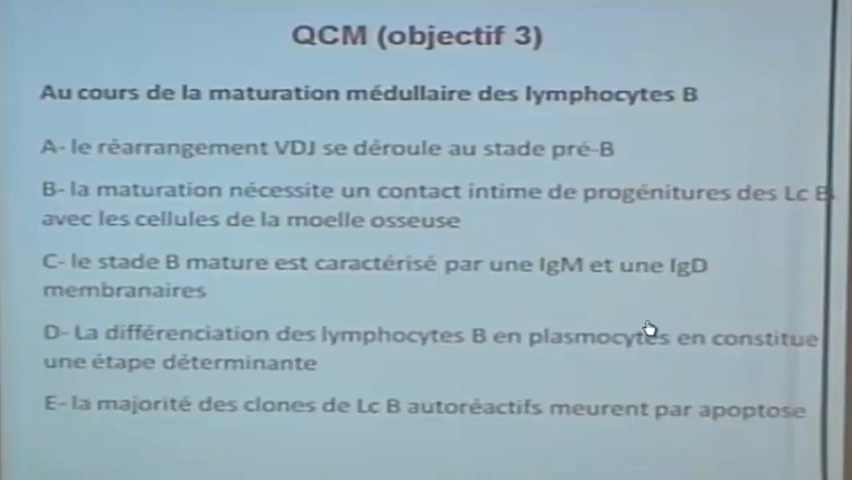 QCM (objectif 3)
Au cours de la maturation médullaire des lymphocytes B
A- le réarrangement VDJ se déroule au stade pré-B
B- la maturation nécessite un contact intime de progénitures des Lc B
avec les cellules de la moelle osseuse
C- le stade B mature est caractérisé par une IgM et une IgD
membranaires
D- La différenciation des lymphocytes B en plasmocytes en constitue
une étape déterminante
E- la majorité des clones de Lc B autoréactifs meurent par apoptose